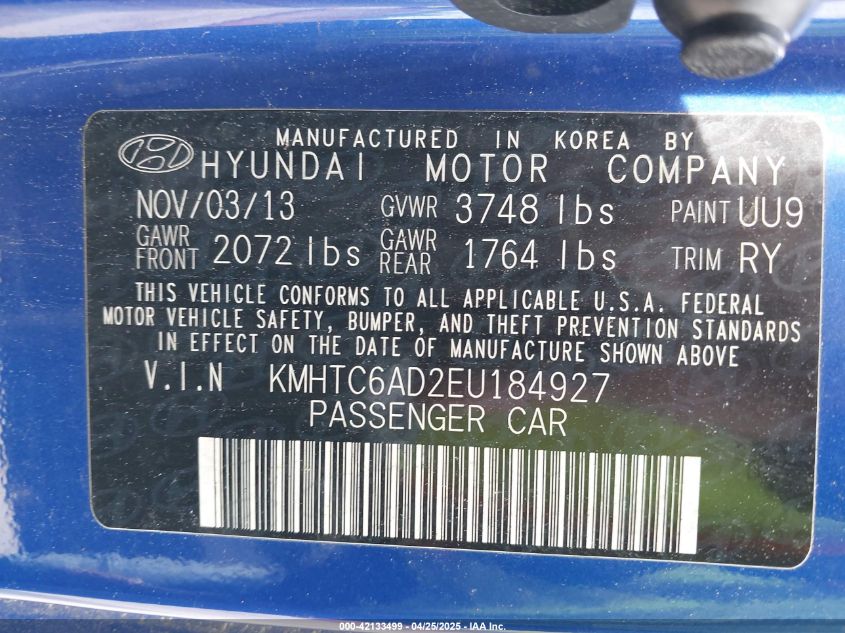 MANUFACTURED IN KOREA BY
HYUNDAI MOTOR COMPANY
NOV/03/13 GVWR 3748 lbs PAINT UU9
GAWR FRONT 2072 lbs GAWR REAR 1764 lbs TRIM RY
THIS VEHICLE CONFORMS TO ALL APPLICABLE U.S.A. FEDERAL
MOTOR VEHICLE SAFETY, BUMPER, AND THEFT PREVENTION STANDARDS
IN EFFECT ON THE DATE OF MANUFACTURE SHOWN ABOVE
V.I.N KMHTC6AD2EU184927
PASSENGER CAR
000-42133499 - 04/25/2025 - IAA Inc.